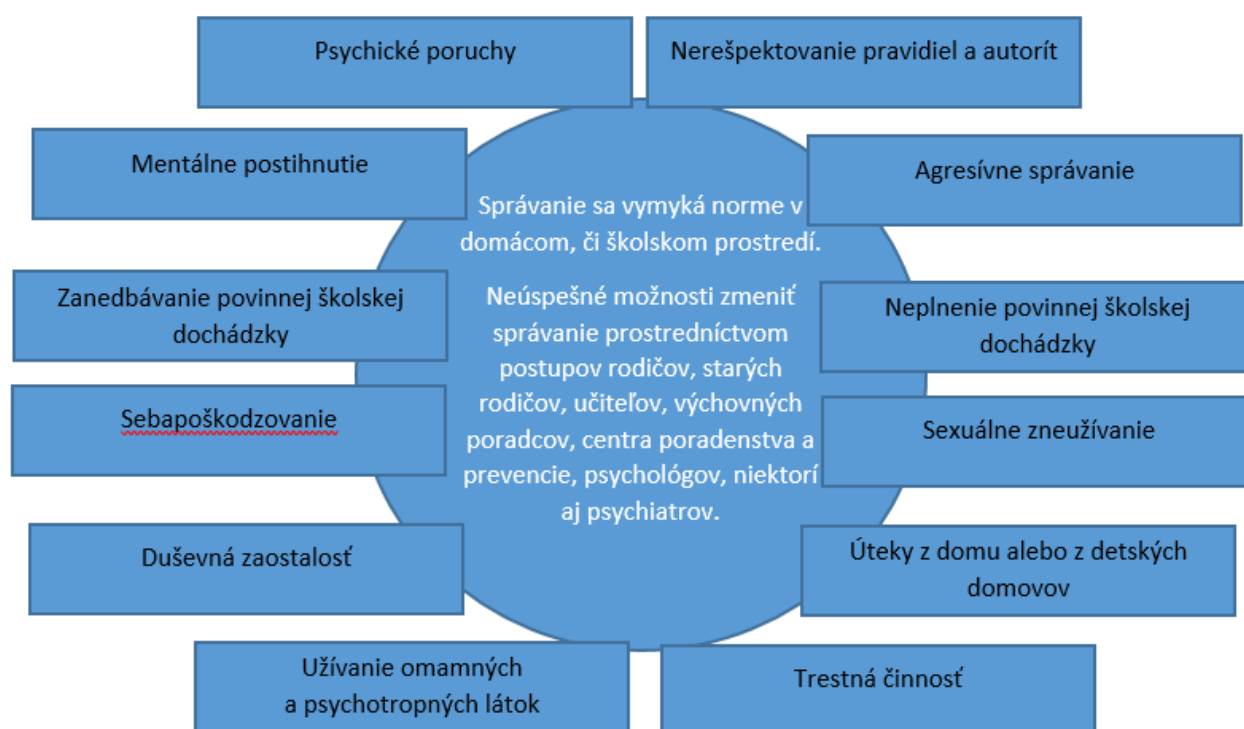 Psychické poruchy
Nerešpektovanie pravidiel a autorít
Mentálne postihnutie
Agresívne správanie
Správanie sa vymyká norme v
domácom, či školskom prostredí.
Neúspešné možnosti zmeniť
správanie prostredníctvom
postupov rodičov, starých
rodičov, učiteľov, výchovných
poradcov, centra poradenstva a
prevencie, psychológov, niektorí
aj psychiatrov.
Zanedbávanie povinnej školskej
dochádzky
Neplnenie povinnej školskej
dochádzky
Sebapoškodzovanie
Sexuálne zneužívanie
Duševná zaostalosť
Úteky z domu alebo z detských
domovov
Užívanie omamných
a psychotropných látok
Trestná činnosť